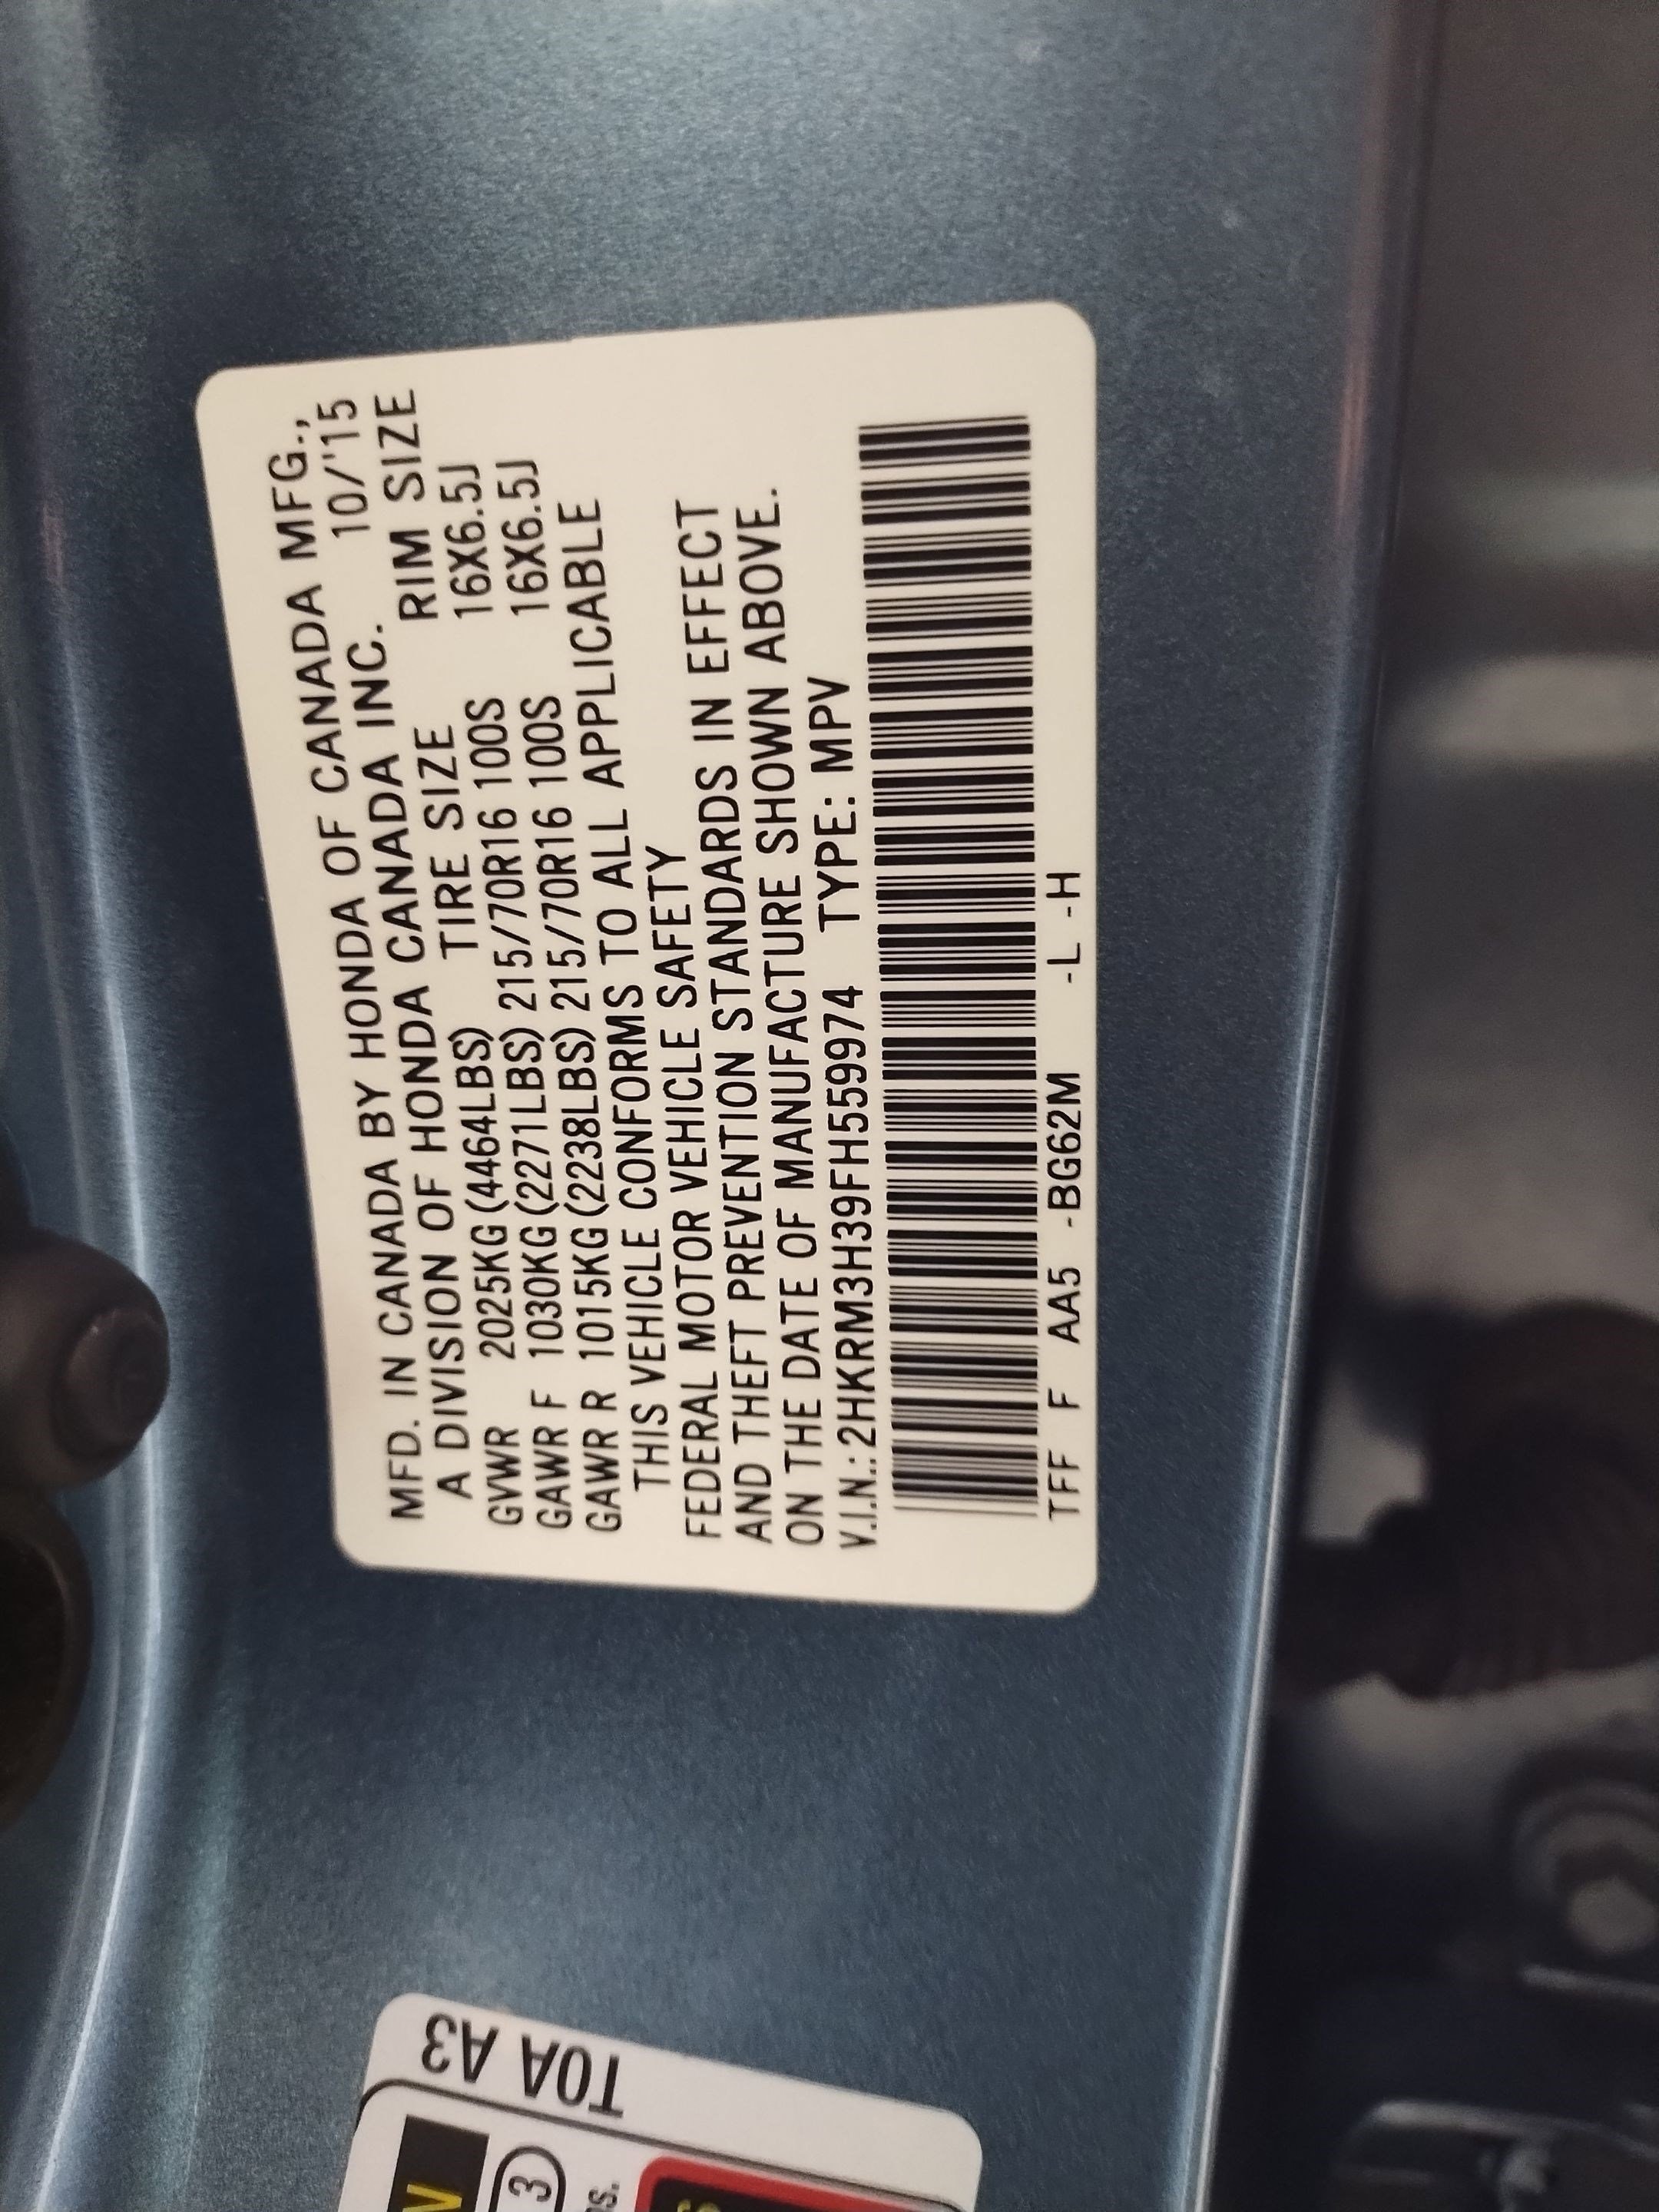 MFD. IN CANADA BY HONDA OF CANADA MFG.,
A DIVISION OF HONDA CANADA INC. 10/'15
TIRE SIZE RIM SIZE
GVWR 2025KG (4464LBS)
GAWR F 1030KG (2271LBS) 215/70R16 100S 16X6.5J
GAWR R 1015KG (2238LBS) 215/70R16 100S 16X6.5J
THIS VEHICLE CONFORMS TO ALL APPLICABLE
FEDERAL MOTOR VEHICLE SAFETY
AND THEFT PREVENTION STANDARDS IN EFFECT
ON THE DATE OF MANUFACTURE SHOWN ABOVE.
V.I.N.: 2HKRM3H39FH559974 TYPE: MPV
TFF F AA5 -BG62M -L -H
T0A A3
3